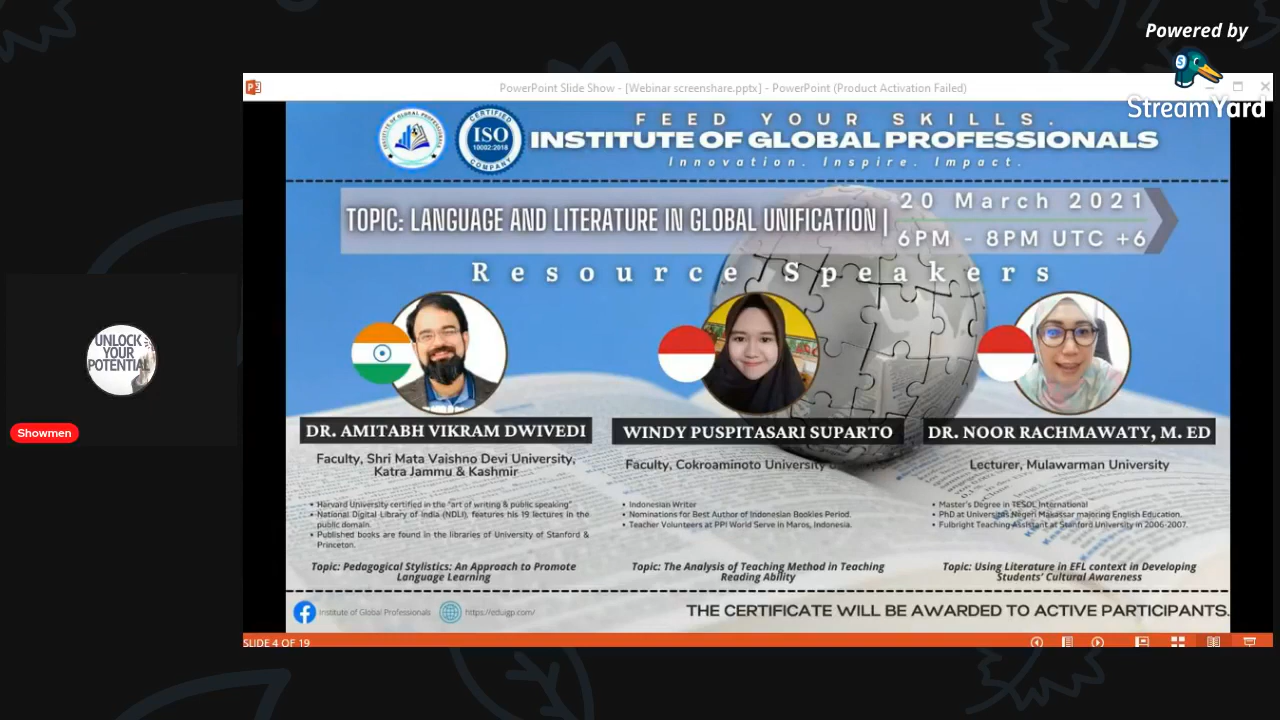 Powered by
StreamYard
PowerPoint Slide Show - [Webinar screenshare.pptx] - PowerPoint (Product Activation Failed)
INSTITUTE OF GLOBAL PROFESSIONALS
CERTIFIED
ISO
10002:2018
COMPANY
FEED YOUR SKILLS.
INSTITUTE OF GLOBAL PROFESSIONALS
Innovation. Inspire. Impact.
TOPIC: LANGUAGE AND LITERATURE IN GLOBAL UNIFICATION |
20 March 2021
6PM - 8PM UTC +6
Resource Speakers
UNLOCK
YOUR
POTENTIAL
Showmen
DR. AMITABH VIKRAM DWIVEDI
Faculty, Shri Mata Vaishno Devi University,
Katra Jammu & Kashmir
• Harvard University certified in the "art of writing & public speaking"
• National Digital Library of India (NDLI), features his 19 lectures in the
public domain.
• Published books are found in the libraries of University of Stanford &
Princeton.
Topic: Pedagogical Stylistics: An Approach to Promote
Language Learning
WINDY PUSPITASARI SUPARTO
Faculty, Cokroaminoto University
• Indonesian Writer
• Nominations for Best Author of Indonesian Bookies Period.
• Teacher Volunteers at PPI World Serve in Maros, Indonesia.
Topic: The Analysis of Teaching Method in Teaching
Reading Ability
DR. NOOR RACHMAWATY, M. ED
Lecturer, Mulawarman University
• Master's Degree in TESOL International
• PhD at Universitas Negeri Makassar majoring English Education.
• Fulbright Teaching Assistant at Stanford University in 2006-2007.
Topic: Using Literature in EFL context in Developing
Students' Cultural Awareness
Institute of Global Professionals
https://eduigp.com/
THE CERTIFICATE WILL BE AWARDED TO ACTIVE PARTICIPANTS.
SLIDE 4 OF 19